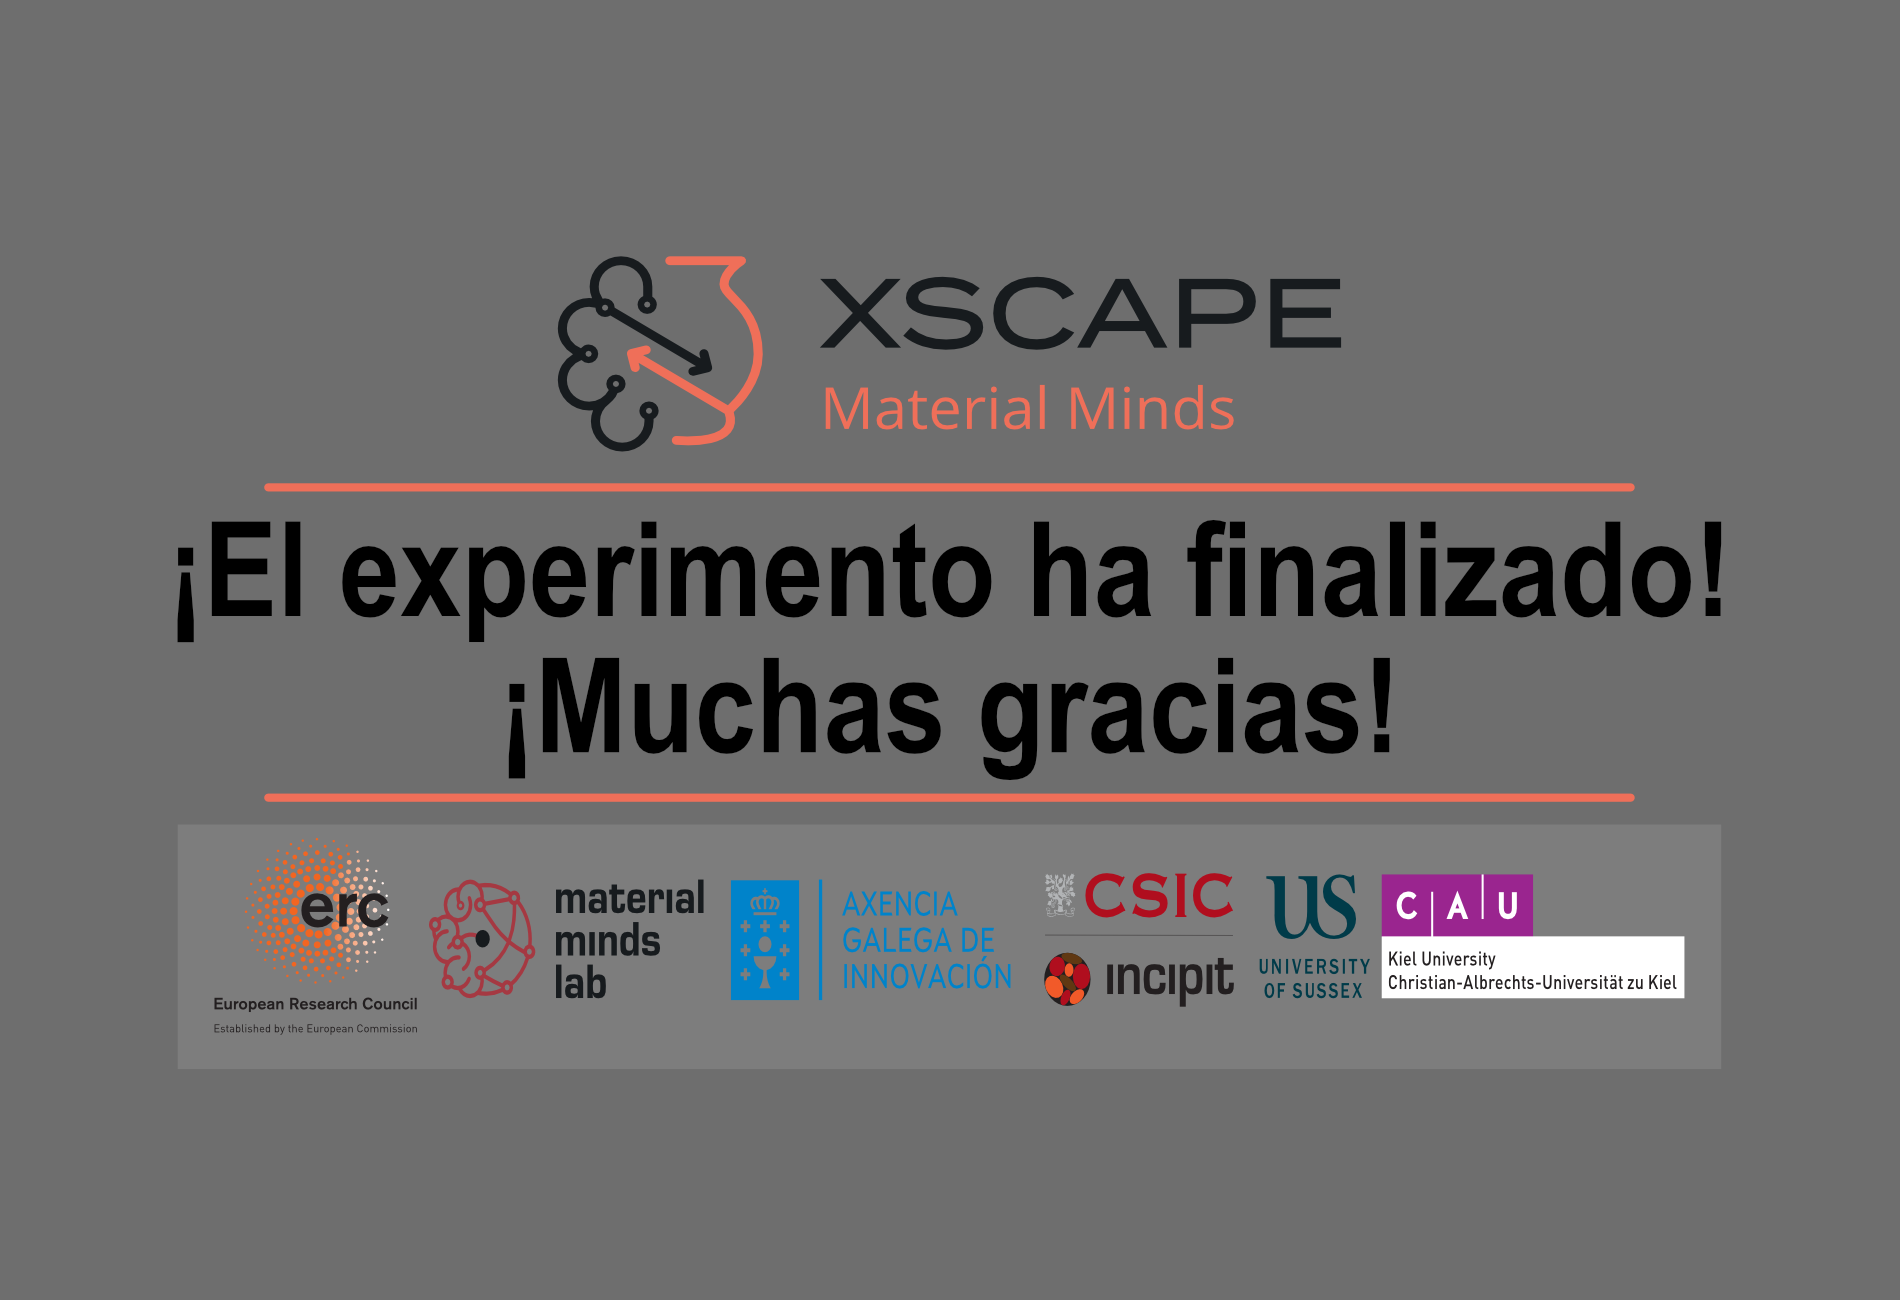 XSCAPE
Material Minds
¡El experimento ha finalizado!
¡Muchas gracias!
erc
European Research Council
Established by the European Commission
material
minds
lab
AXENCIA
GALEGA DE
INNOVACIÓN
CSIC
incipit
US
UNIVERSITY
OF SUSSEX
CAU
Kiel University
Christian-Albrechts-Universität zu Kiel